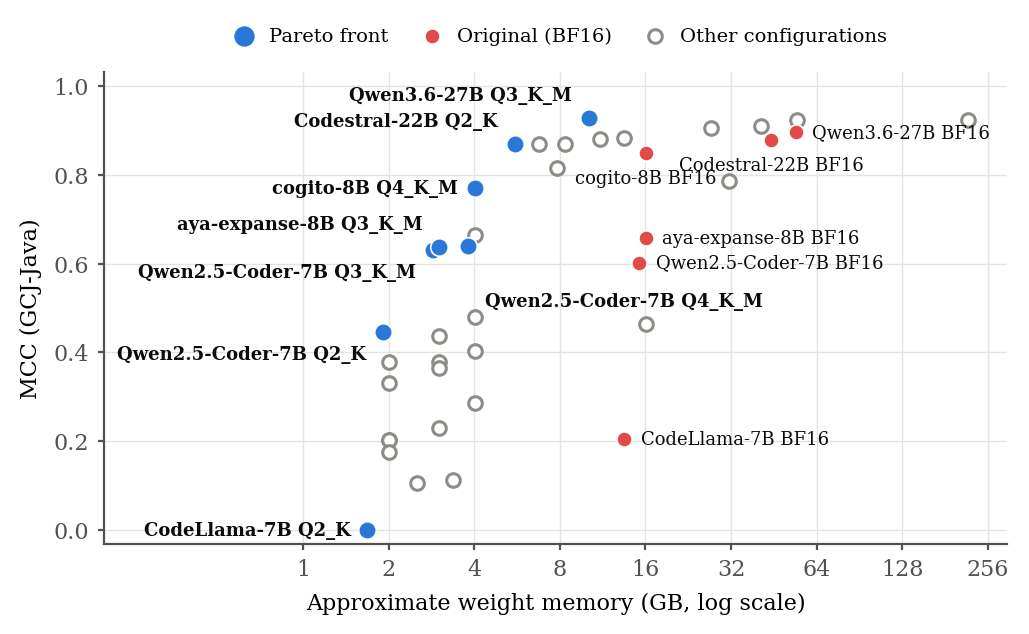 Pareto front
Original (BF16)
Other configurations
MCC (GCJ-Java)
1.0
0.8
0.6
0.4
0.2
0.0
Qwen3.6-27B Q3_K_M
Codestral-22B Q2_K
Qwen3.6-27B BF16
Codestral-22B BF16
cogito-8B BF16
cogito-8B Q4_K_M
aya-expanse-8B Q3_K_M
aya-expanse-8B BF16
Qwen2.5-Coder-7B BF16
Qwen2.5-Coder-7B Q3_K_M
Qwen2.5-Coder-7B Q4_K_M
Qwen2.5-Coder-7B Q2_K
CodeLlama-7B BF16
CodeLlama-7B Q2_K
1 2 4 8 16 32 64 128 256
Approximate weight memory (GB, log scale)